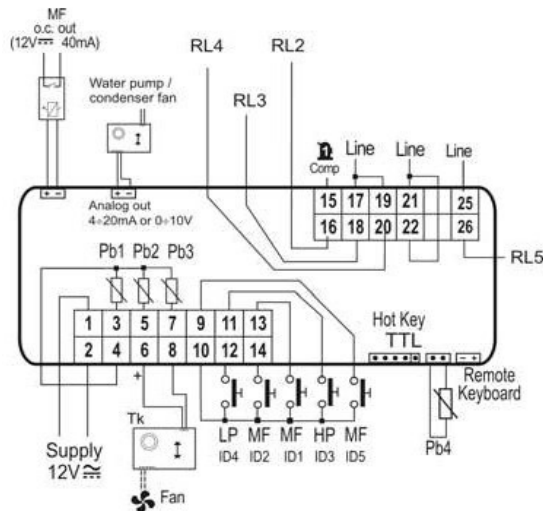 MF
o.c. out
(12V⎓ 40mA)
Water pump /
condenser fan
RL4
RL2
RL3
Comp
Line
Line
Line
+ -
+ -
Analog out
4÷20mA or 0÷10V
15 17 19 21 25
16 18 20 22 26
RL5
Pb1 Pb2 Pb3
1 3 5 7 9 11 13
2 4 6 8 10 12 14
Hot Key
TTL
- +
Remote
Keyboard
+
Tk
LP MF MF HP MF
ID4 ID2 ID1 ID3 ID5
Pb4
Supply
12V
Fan